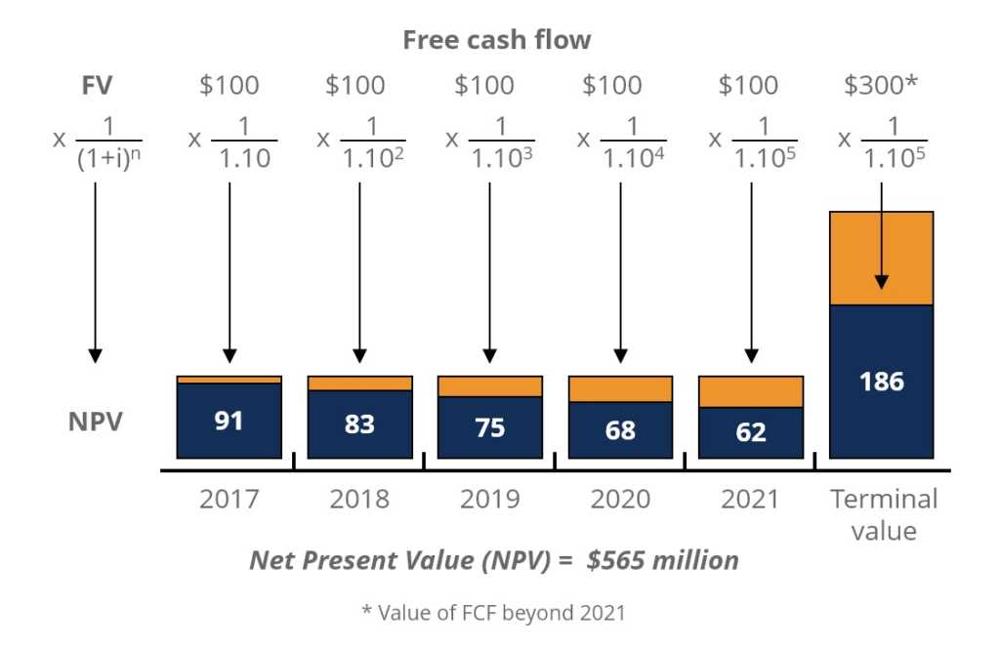 Free cash flow
FV $100 $100 $100 $100 $100 $300*
x 1/(1+i)ⁿ x 1/1.10 x 1/1.10² x 1/1.10³ x 1/1.10⁴ x 1/1.10⁵ x 1/1.10⁵
NPV 91 83 75 68 62 186
2017 2018 2019 2020 2021 Terminal
value
Net Present Value (NPV) = $565 million
* Value of FCF beyond 2021